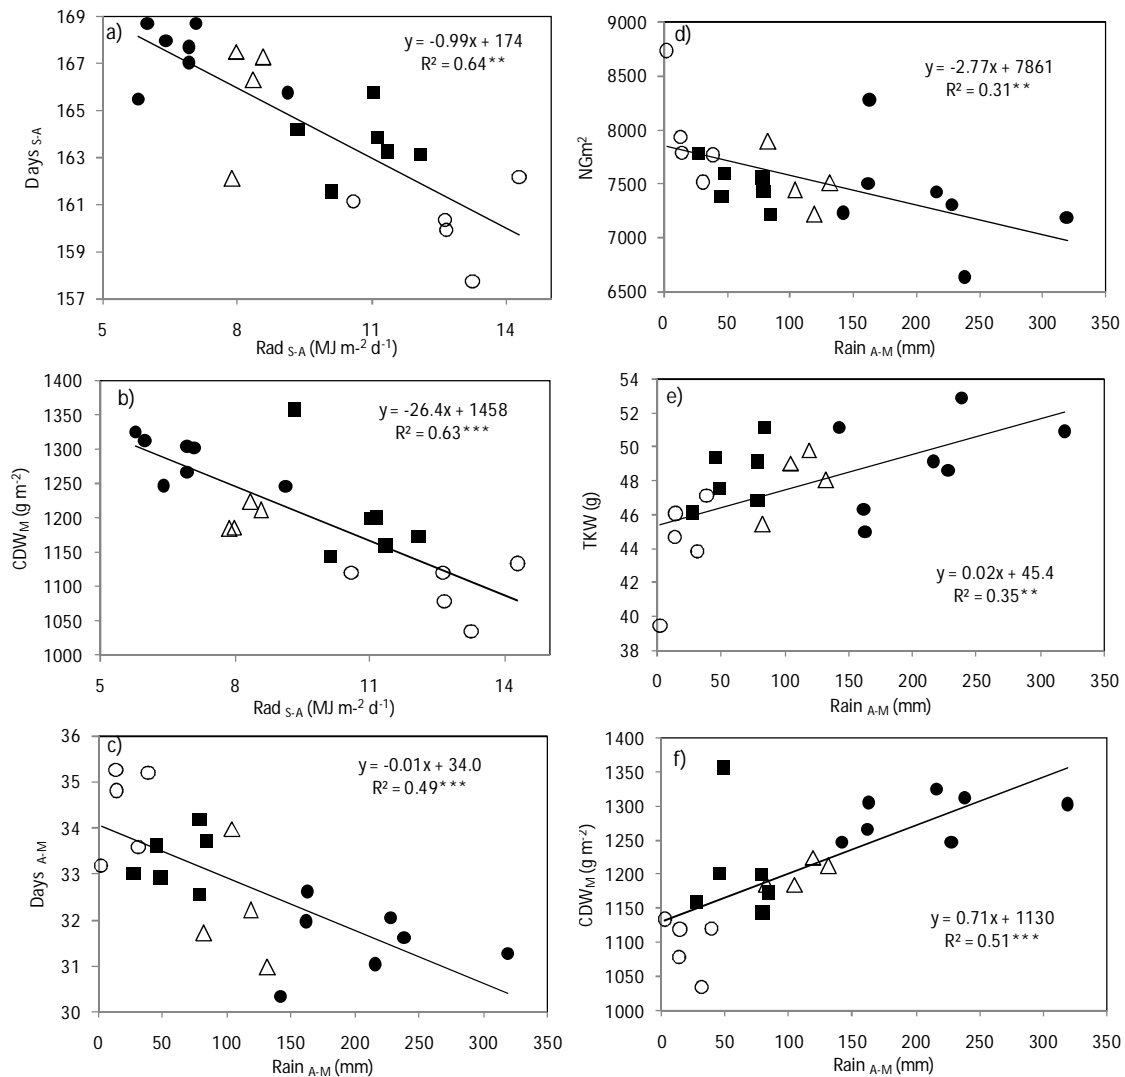 a)
y = -0.99x + 174
R² = 0.64**
169
167
165
163
161
159
157
Days S-A
5 8 11 14
Rad S-A (MJ m-² d-¹)
d)
y = -2.77x + 7861
R² = 0.31**
9000
8500
8000
7500
7000
6500
NGm²
0 50 100 150 200 250 300 350
Rain A-M (mm)
b)
y = -26.4x + 1458
R² = 0.63***
1400
1350
1300
1250
1200
1150
1100
1050
1000
CDWM (g m-²)
5 8 11 14
Rad S-A (MJ m-² d-¹)
e)
y = 0.02x + 45.4
R² = 0.35**
54
52
50
48
46
44
42
40
38
TKW (g)
0 50 100 150 200 250 300 350
Rain A-M (mm)
c)
y = -0.01x + 34.0
R² = 0.49***
36
35
34
33
32
31
30
Days A-M
0 50 100 150 200 250 300 350
Rain A-M (mm)
f)
y = 0.71x + 1130
R² = 0.51***
1400
1350
1300
1250
1200
1150
1100
1050
1000
CDWM (g m-²)
0 50 100 150 200 250 300 350
Rain A-M (mm)